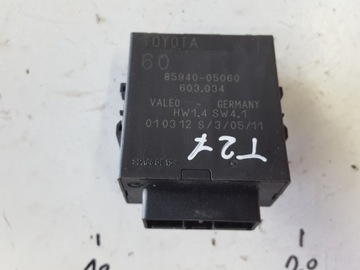 TOYOTA
60
85940-05060
603.034
VALEO - GERMANY
HW1.4 SW4.1
010312 S/3/05/11
T27